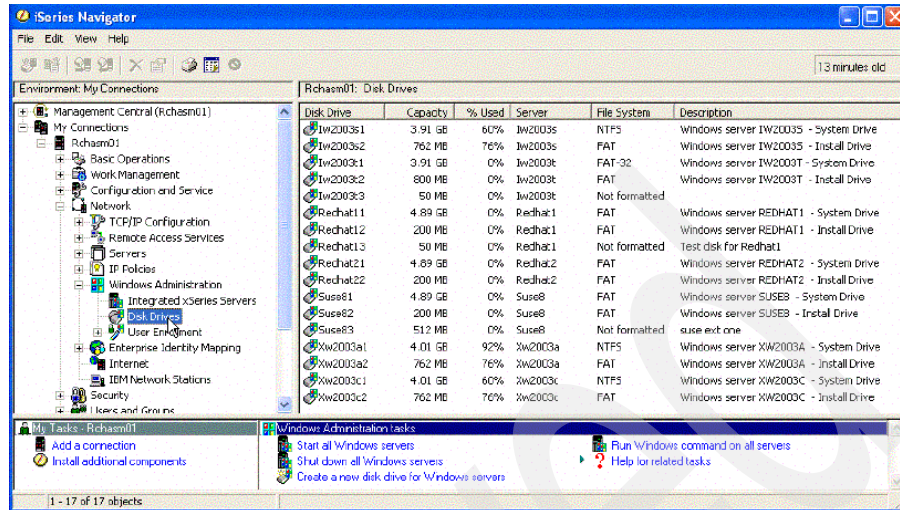 iSeries Navigator
File Edit View Help
13 minutes old
Environment: My Connections
Rchasm01: Disk Drives
Management Central (Rchasm01)
My Connections
Rchasm01
Basic Operations
Work Management
Configuration and Service
Network
TCP/IP Configuration
Remote Access Services
Servers
IP Policies
Windows Administration
Integrated xSeries Servers
Disk Drives
User Enrollment
Enterprise Identity Mapping
Internet
IBM Network Stations
Security
Users and Groups
Disk Drive Capacity % Used Server File System Description
Iw2003s1 3.91 GB 60% Iw2003s NTFS Windows server IW2003S - System Drive
Iw2003s2 762 MB 76% Iw2003s FAT Windows server IW2003S - Install Drive
Iw2003t1 3.91 GB 0% Iw2003t FAT-32 Windows server IW2003T - System Drive
Iw2003t2 800 MB 0% Iw2003t FAT Windows server IW2003T - Install Drive
Iw2003t3 50 MB 0% Iw2003t Not formatted
Redhat11 4.89 GB 0% Redhat1 FAT Windows server REDHAT1 - System Drive
Redhat12 200 MB 0% Redhat1 FAT Windows server REDHAT1 - Install Drive
Redhat13 50 MB 0% Redhat1 Not formatted Test disk for Redhat1
Redhat21 4.89 GB 0% Redhat2 FAT Windows server REDHAT2 - System Drive
Redhat22 200 MB 0% Redhat2 FAT Windows server REDHAT2 - Install Drive
Suse81 4.89 GB 0% Suse8 FAT Windows server SUSE8 - System Drive
Suse82 200 MB 0% Suse8 FAT Windows server SUSE8 - Install Drive
Suse83 512 MB 0% Suse8 Not formatted suse ext one
Xw2003a1 4.01 GB 92% Xw2003a NTFS Windows server XW2003A - System Drive
Xw2003a2 762 MB 76% Xw2003a FAT Windows server XW2003A - Install Drive
Xw2003c1 4.01 GB 60% Xw2003c NTFS Windows server XW2003C - System Drive
Xw2003c2 762 MB 76% Xw2003c FAT Windows server XW2003C - Install Drive
My Tasks - Rchasm01
Add a connection
Install additional components
Windows Administration tasks
Start all Windows servers
Shut down all Windows servers
Create a new disk drive for Windows servers
Run Windows command on all servers
Help for related tasks
1 - 17 of 17 objects